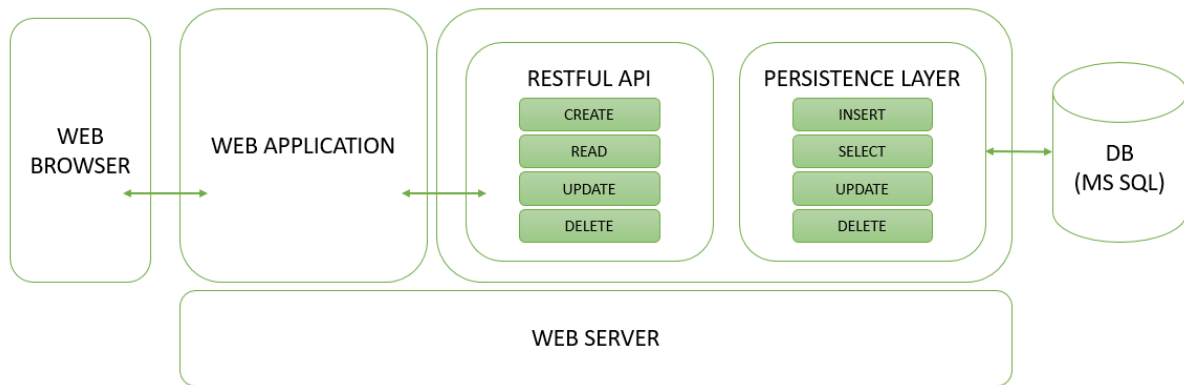 WEB
BROWSER
WEB APPLICATION
RESTFUL API
CREATE
READ
UPDATE
DELETE
PERSISTENCE LAYER
INSERT
SELECT
UPDATE
DELETE
DB
(MS SQL)
WEB SERVER